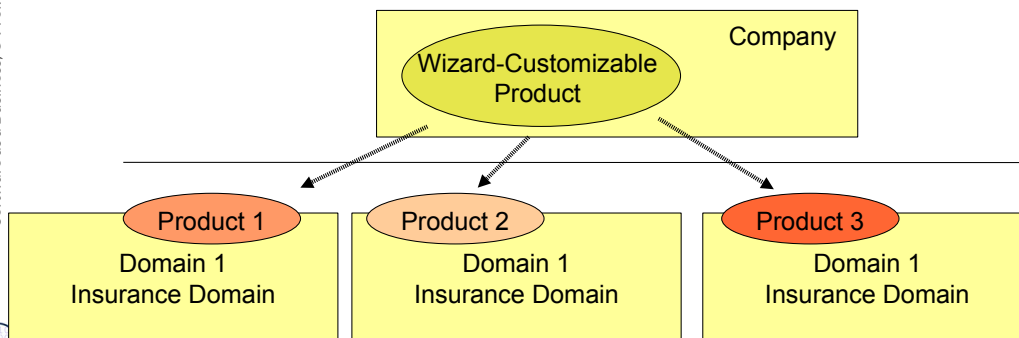 Company
Wizard-Customizable
Product
Product 1
Product 2
Product 3
Domain 1
Insurance Domain
Domain 1
Insurance Domain
Domain 1
Insurance Domain